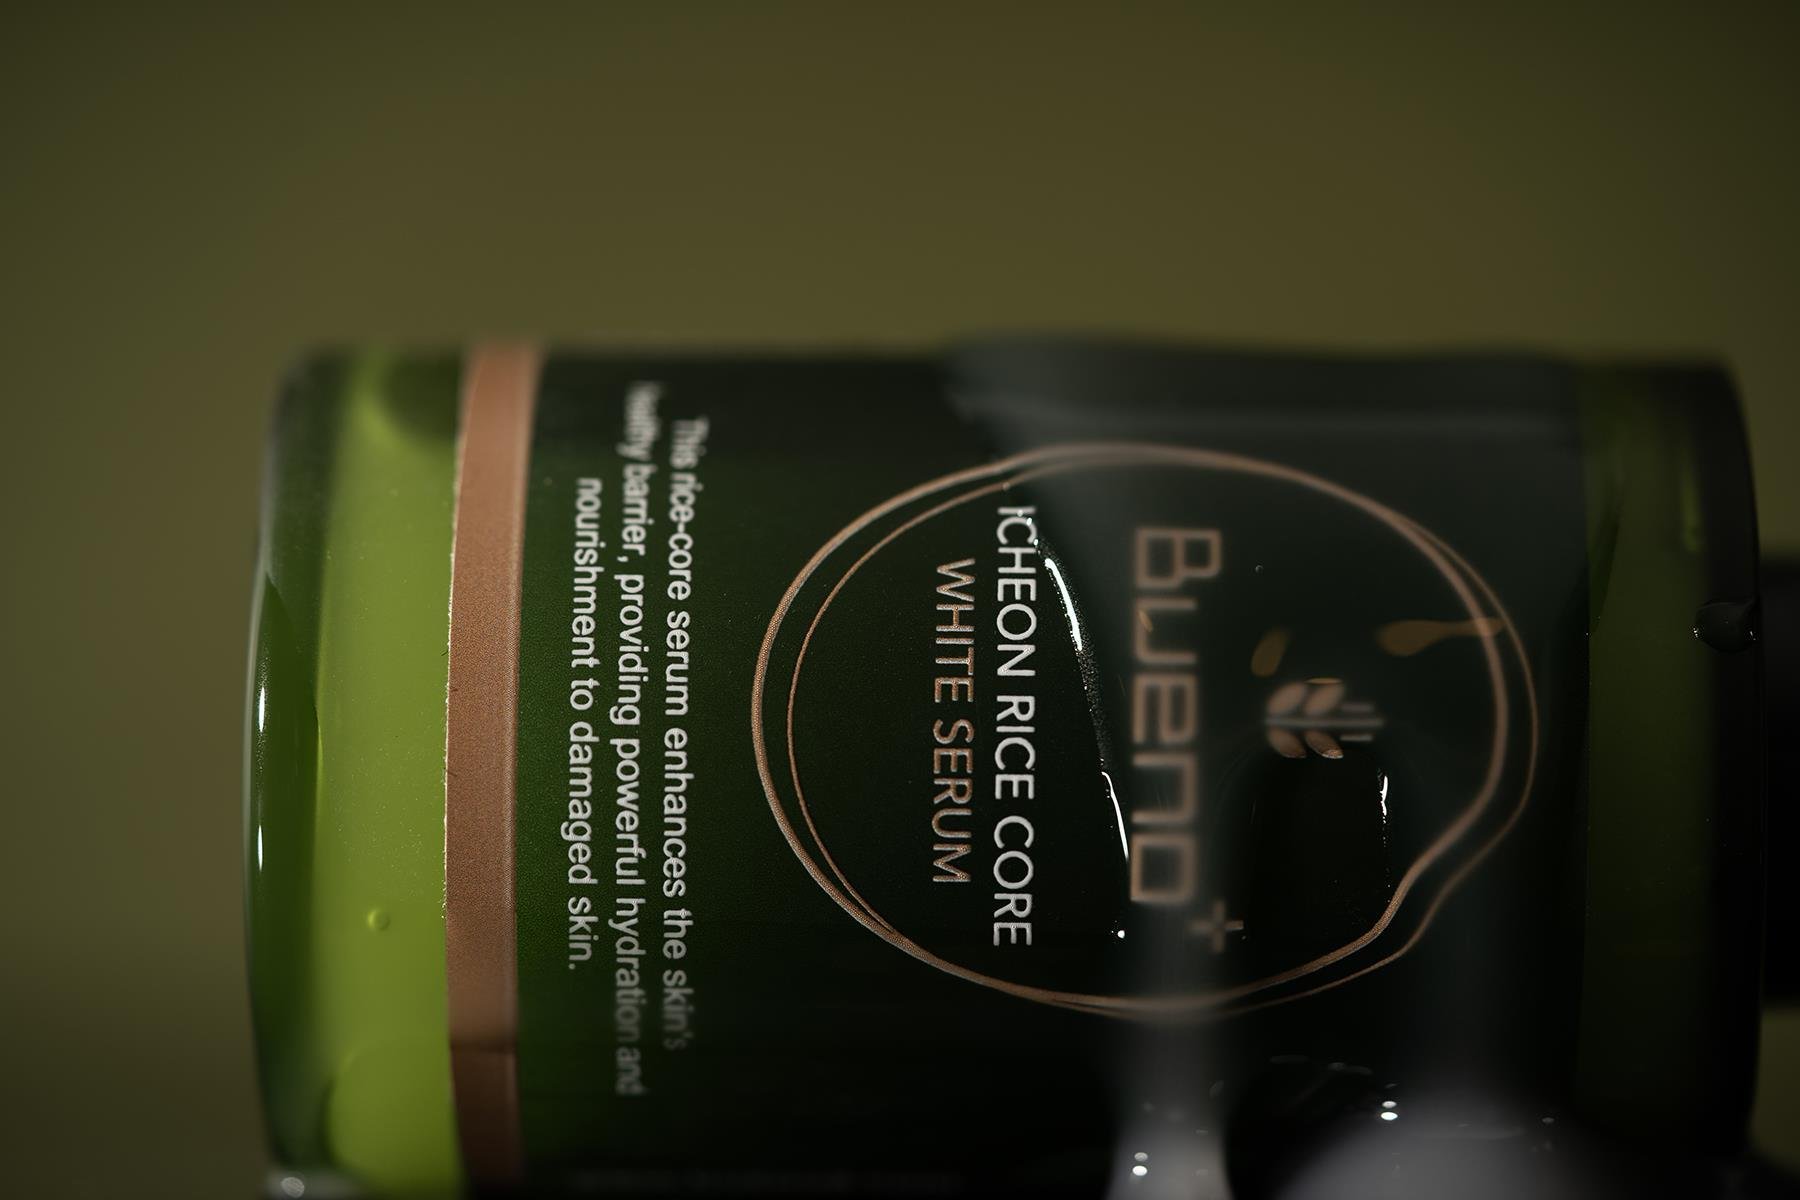 Bueno+
ICHEON RICE CORE
WHITE SERUM
This rice-core serum enhances the skin's
healthy barrier, providing powerful hydration and
nourishment to damaged skin.